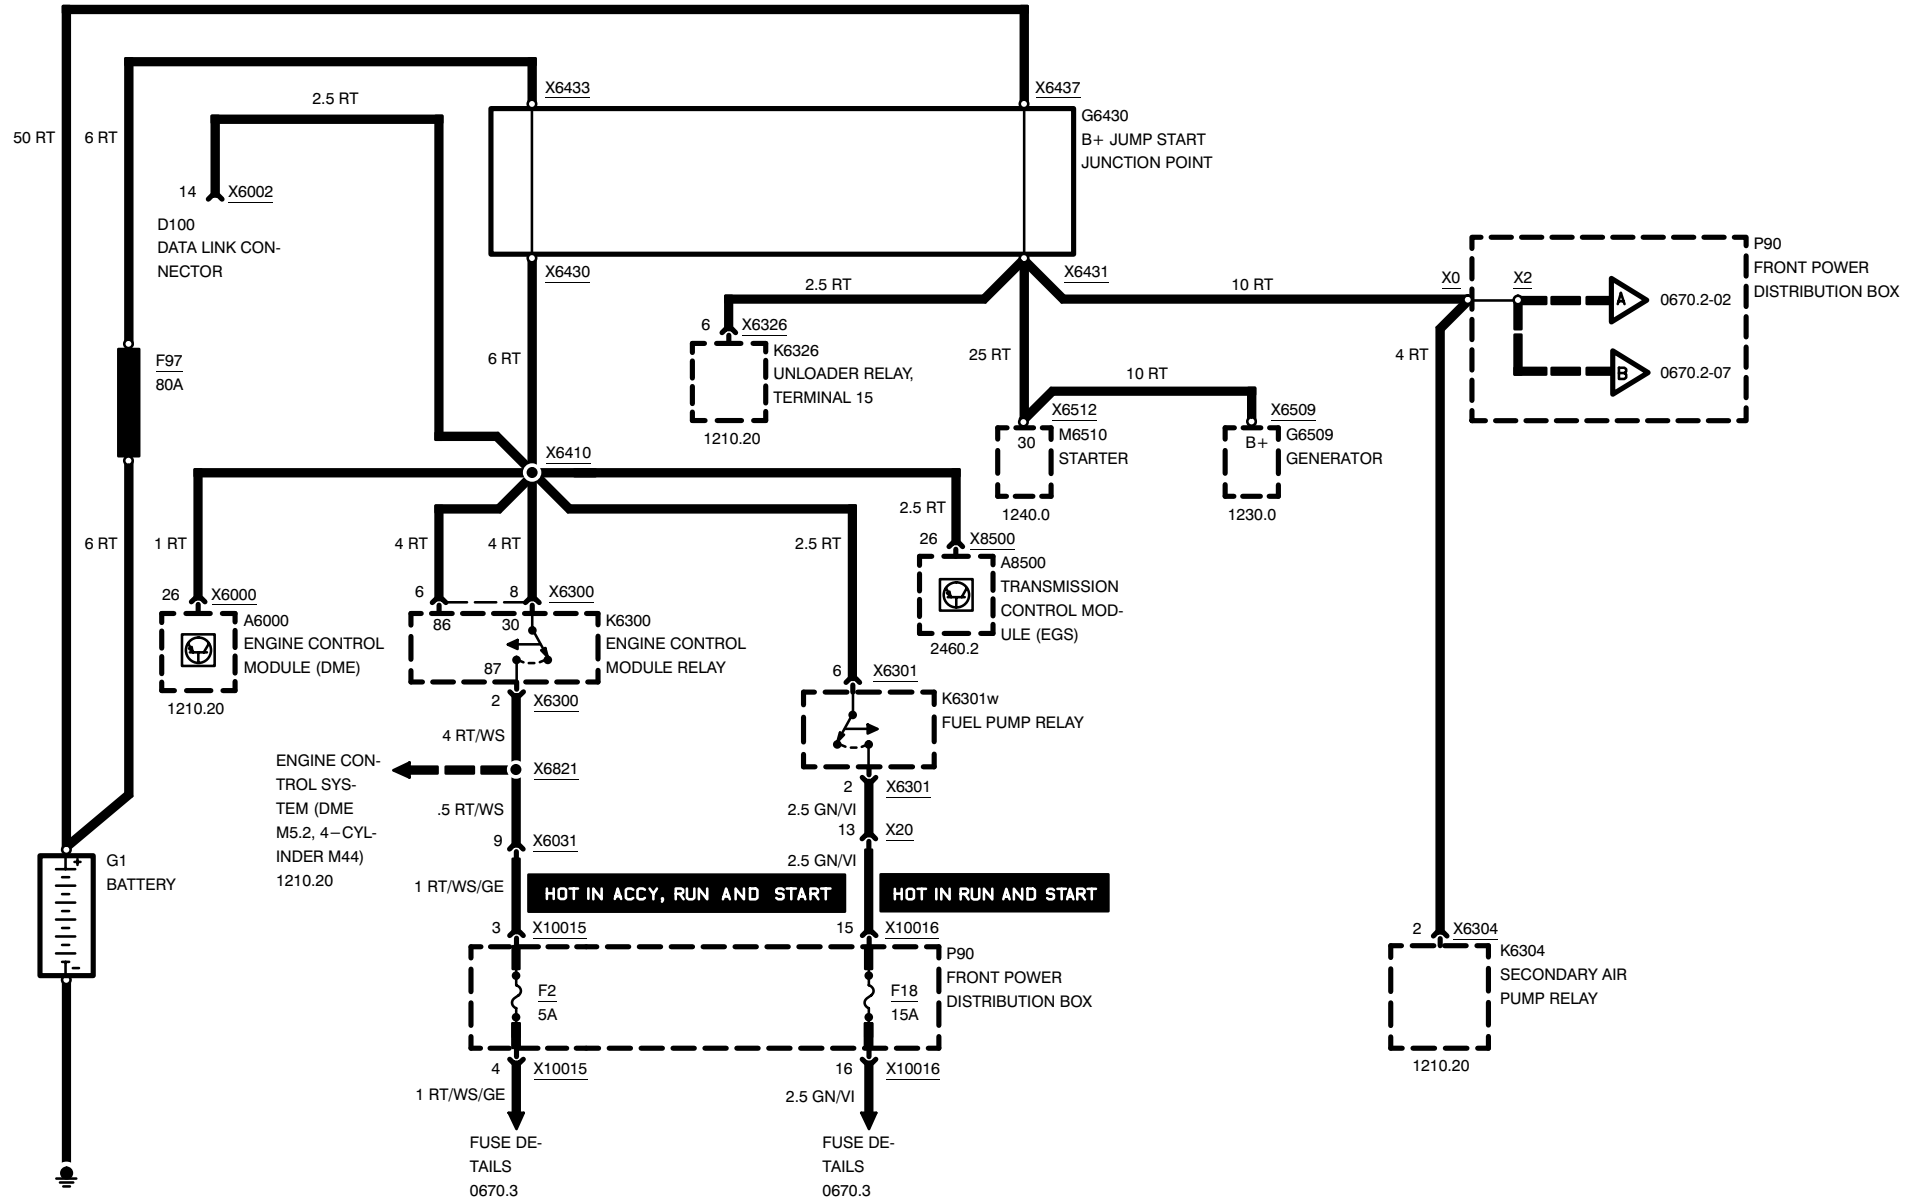 X6433
X6437
2.5 RT
G6430
B+ JUMP START
JUNCTION POINT
50 RT
6 RT
14
X6002
D100
DATA LINK CON-
NECTOR
X6430
X6431
2.5 RT
10 RT
X0
X2
P90
FRONT POWER
DISTRIBUTION BOX
A
0670.2-02
B
0670.2-07
6
X6326
K6326
UNLOADER RELAY,
TERMINAL 15
1210.20
6 RT
25 RT
4 RT
F97
80A
10 RT
X6512
X6509
30
M6510
STARTER
1240.0
B+
G6509
GENERATOR
1230.0
X6410
6 RT
1 RT
4 RT
4 RT
2.5 RT
2.5 RT
26
X8500
A8500
TRANSMISSION
CONTROL MOD-
ULE (EGS)
2460.2
26
X6000
A6000
ENGINE CONTROL
MODULE (DME)
1210.20
6
8
X6300
86
30
87
K6300
ENGINE CONTROL
MODULE RELAY
2
X6300
6
X6301
K6301w
FUEL PUMP RELAY
4 RT/WS
ENGINE CON-
TROL SYS-
TEM (DME
M5.2, 4−CYL-
INDER M44)
1210.20
X6821
.5 RT/WS
2
X6301
2.5 GN/VI
13
X20
2.5 GN/VI
9
X6031
1 RT/WS/GE
G1
BATTERY
+
-
HOT IN ACCY, RUN AND START
HOT IN RUN AND START
3
X10015
15
X10016
P90
FRONT POWER
DISTRIBUTION BOX
F2
5A
F18
15A
2
X6304
K6304
SECONDARY AIR
PUMP RELAY
1210.20
4
X10015
16
X10016
1 RT/WS/GE
2.5 GN/VI
FUSE DE-
TAILS
0670.3
FUSE DE-
TAILS
0670.3